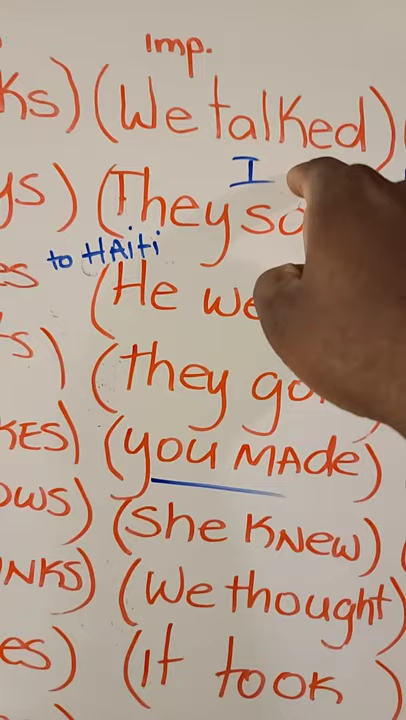 Imp.
ks) (We talked)
I
ys) (They
to HAiti
es (He
ts) (they
KES) (you MAde)
ows) (She KNew)
NKS) (We thought)
es) (It took)